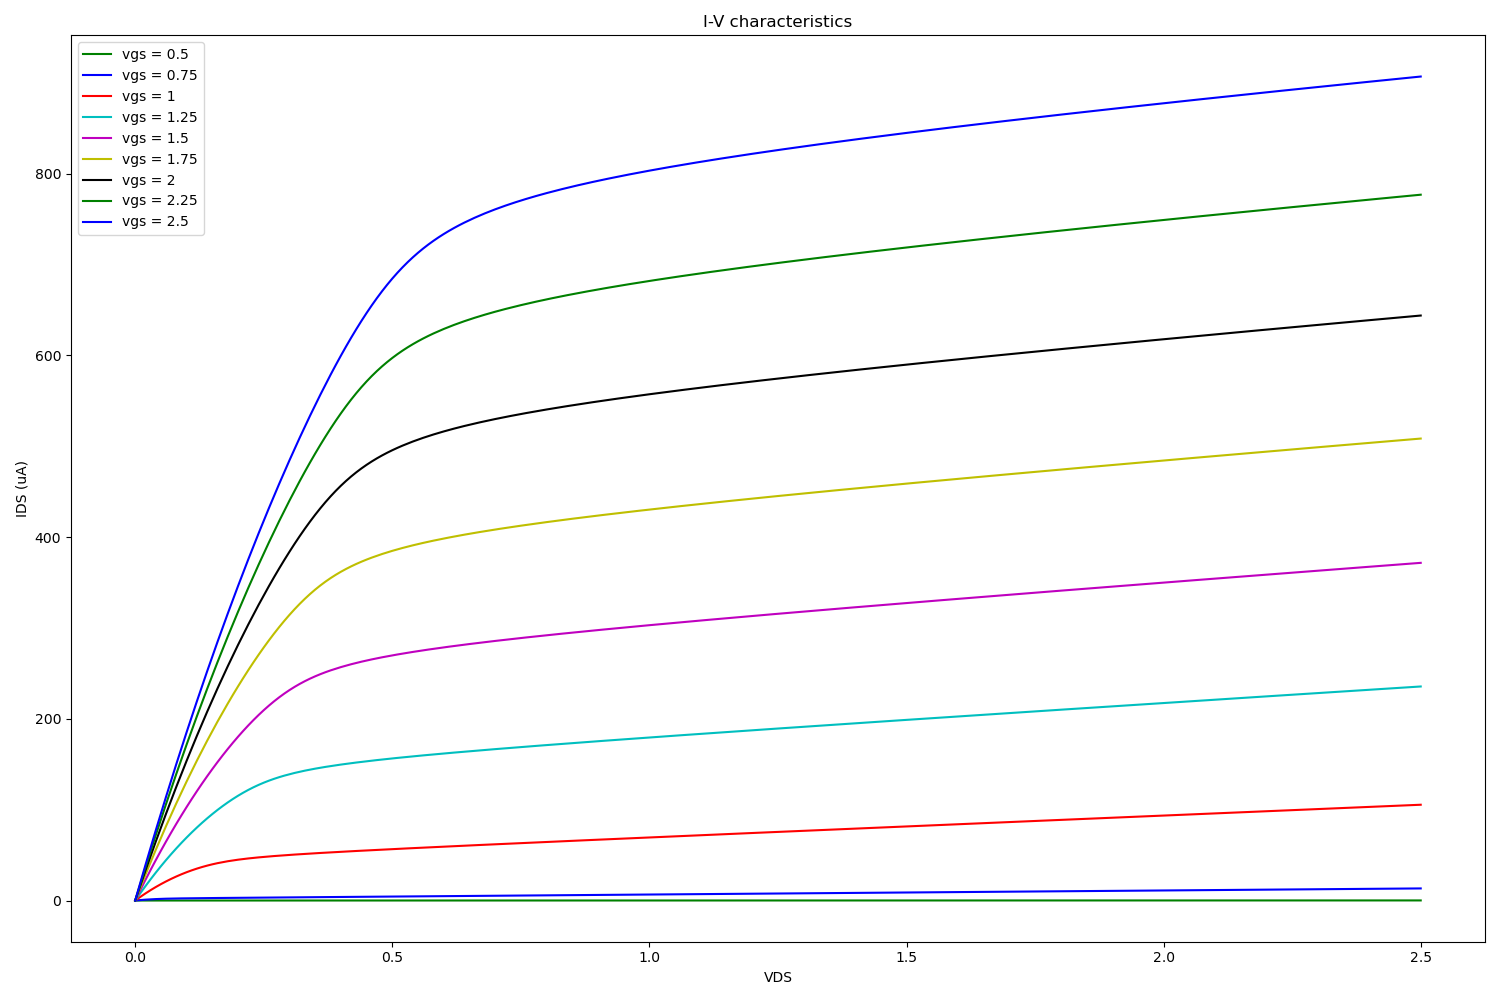 I-V characteristics
vgs = 0.5
vgs = 0.75
vgs = 1
vgs = 1.25
vgs = 1.5
vgs = 1.75
vgs = 2
vgs = 2.25
vgs = 2.5
IDS (uA)
800
600
400
200
0
0.0 0.5 1.0 1.5 2.0 2.5
VDS